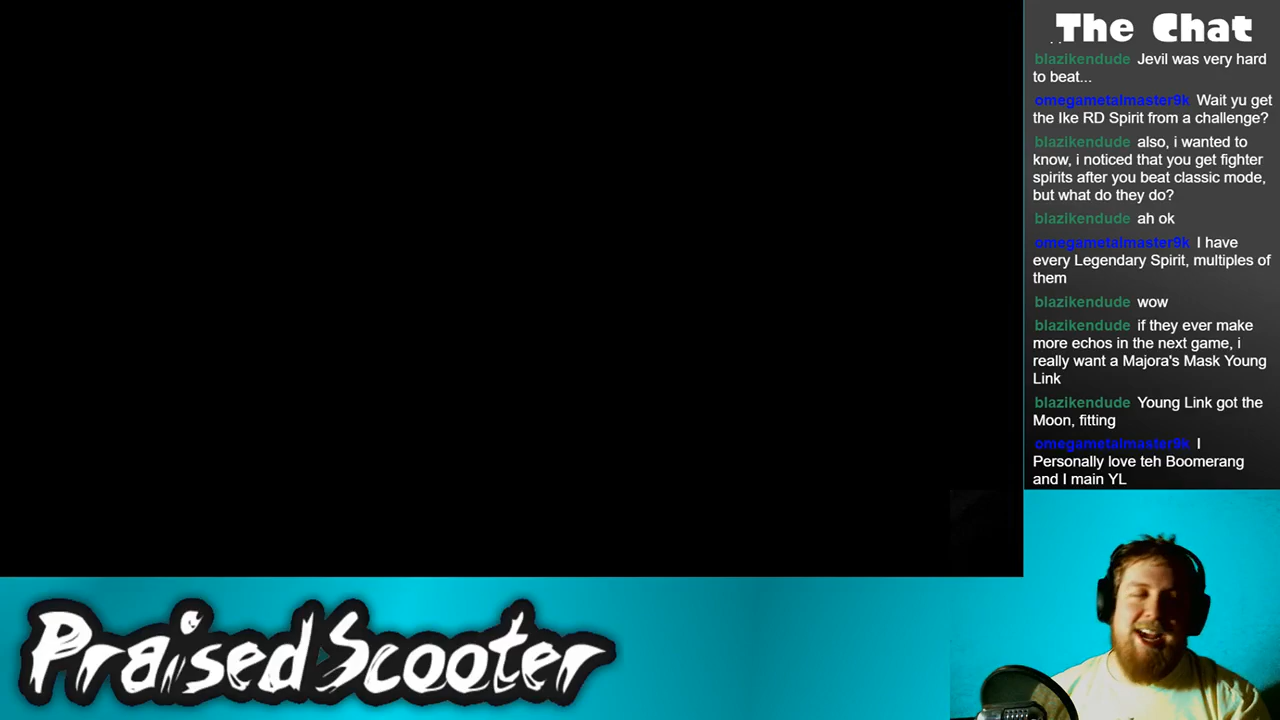 The Chat
blazikendude Jevil was very hard
to beat...
omegametalmaster9k Wait yu get
the Ike RD Spirit from a challenge?
blazikendude also, i wanted to
know, i noticed that you get fighter
spirits after you beat classic mode,
but what do they do?
blazikendude ah ok
omegametalmaster9k I have
every Legendary Spirit, multiples of
them
blazikendude wow
blazikendude if they ever make
more echos in the next game, i
really want a Majora's Mask Young
Link
blazikendude Young Link got the
Moon, fitting
omegametalmaster9k I
Personally love teh Boomerang
and I main YL
PraisedScooter